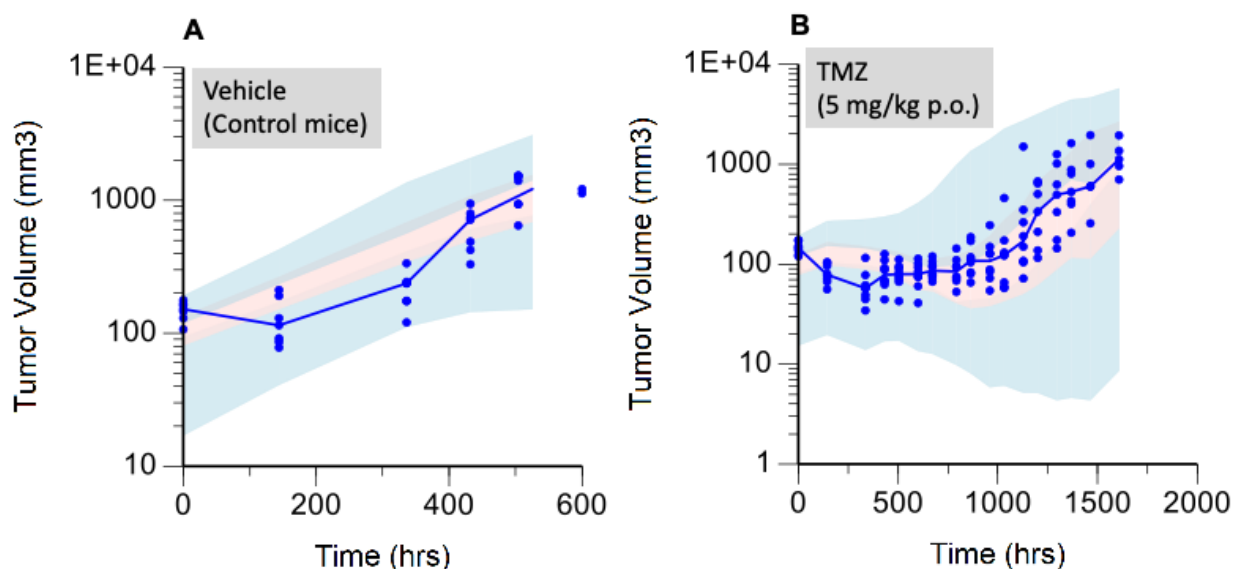 A
Vehicle
(Control mice)
1E+04
1000
100
10
Tumor Volume (mm3)
0
200
400
600
Time (hrs)
B
TMZ
(5 mg/kg p.o.)
1E+04
1000
100
10
1
Tumor Volume (mm3)
0
500
1000
1500
2000
Time (hrs)